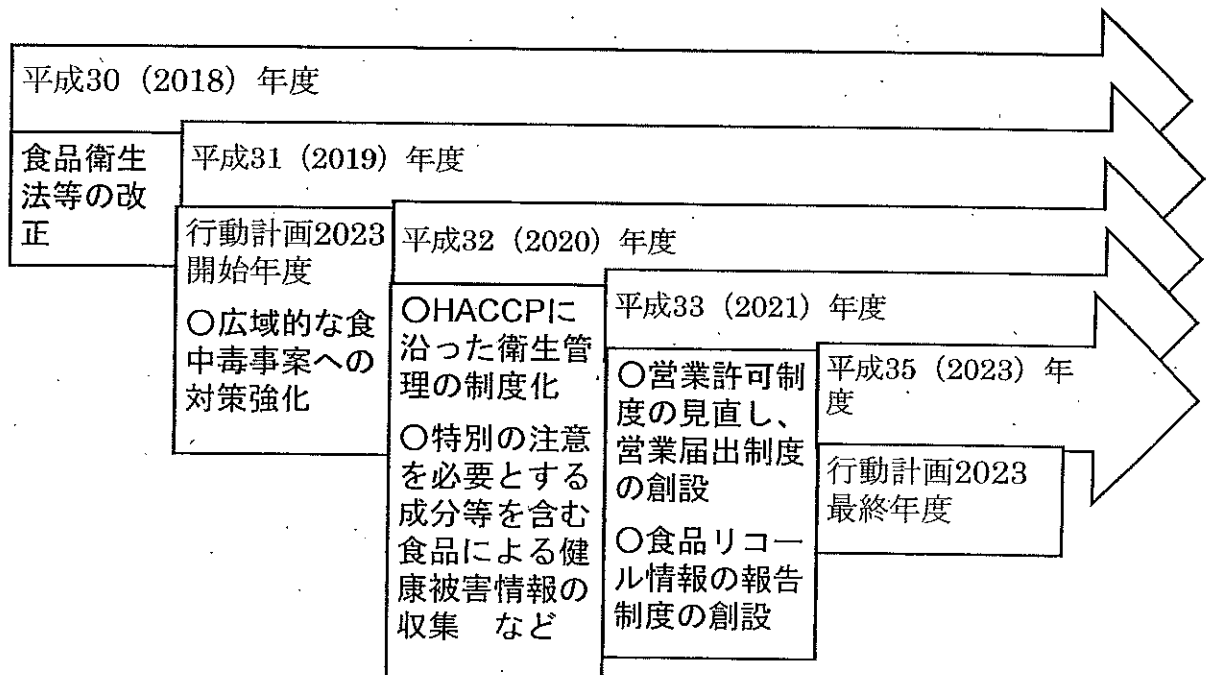 平成30（2018）年度
食品衛生
法等の改
正
平成31（2019）年度
行動計画2023
開始年度
〇広域的な食
中毒事案への
対策強化
平成32（2020）年度
〇HACCPに
沿った衛生管
理の制度化
〇特別の注意
を必要とする
成分等を含む
食品による健
康被害情報の
収集　など
平成33（2021）年度
〇営業許可制
度の見直し、
営業届出制度
の創設
〇食品リコー
ル情報の報告
制度の創設
平成35（2023）年
度
行動計画2023
最終年度